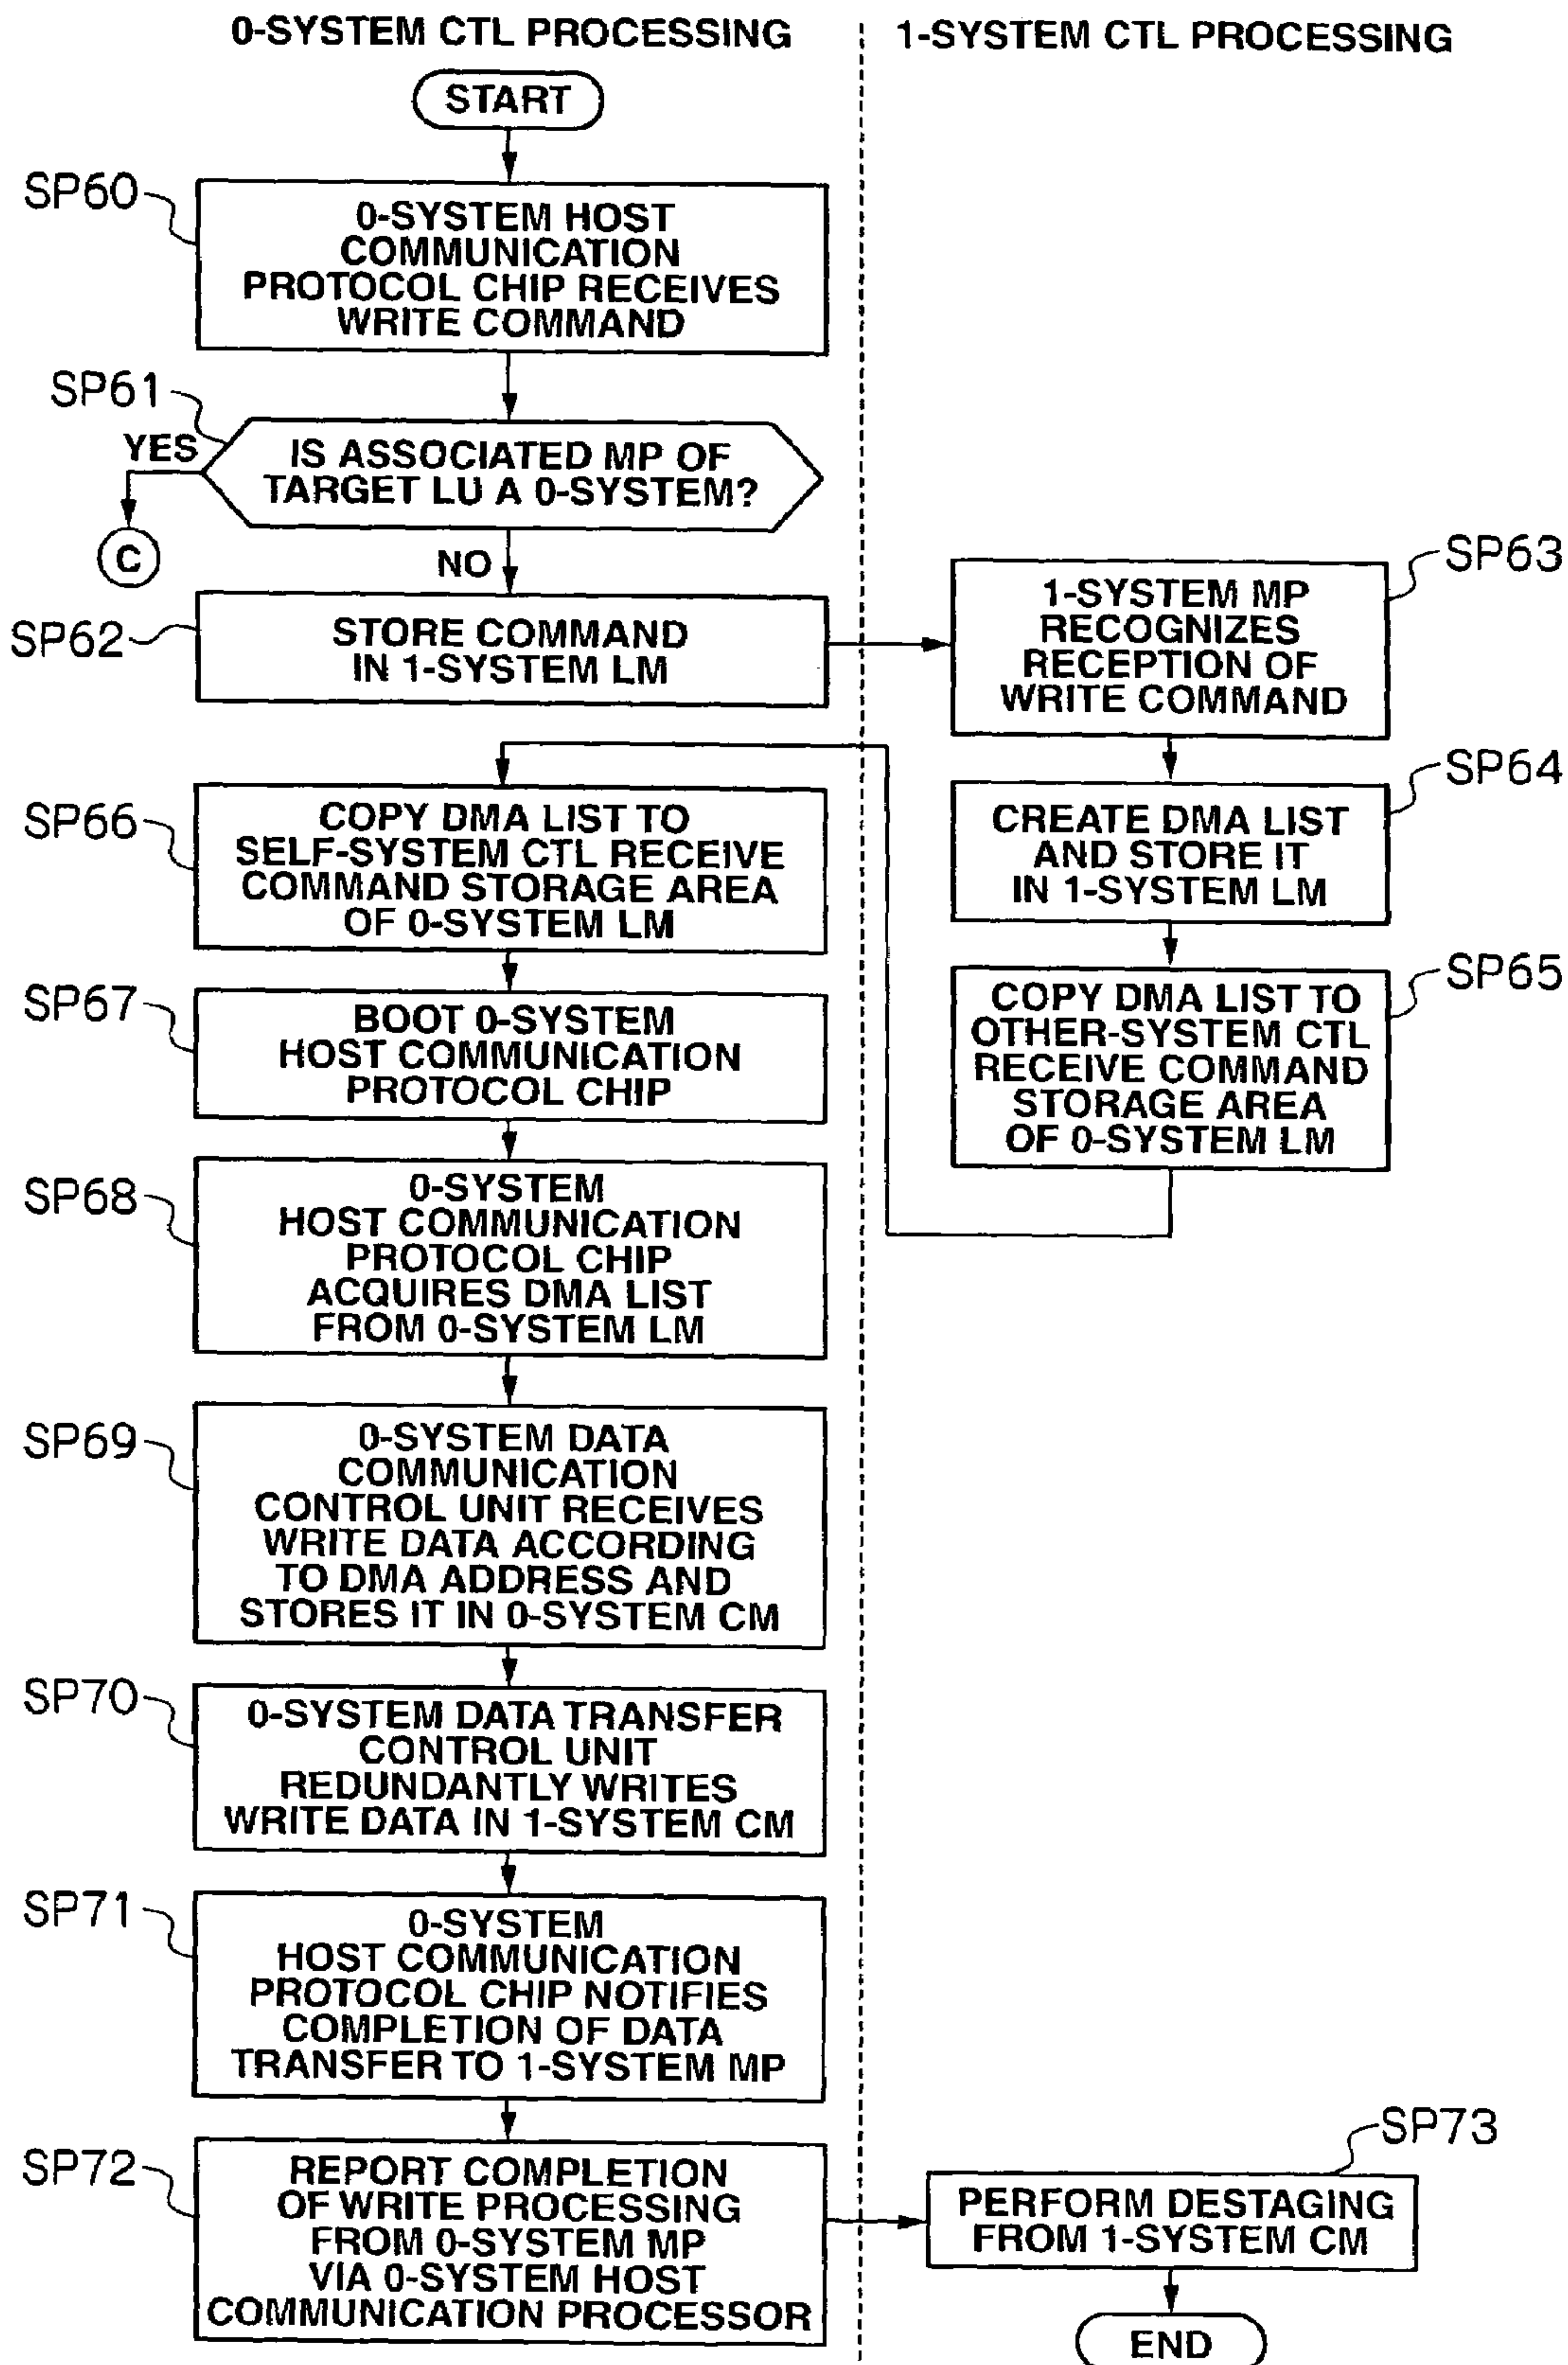 0-SYSTEM CTL PROCESSING
1-SYSTEM CTL PROCESSING
START
SP60
0-SYSTEM HOST
COMMUNICATION
PROTOCOL CHIP RECEIVES
WRITE COMMAND
SP61
YES
IS ASSOCIATED MP OF
TARGET LU A 0-SYSTEM?
C
NO
SP62
STORE COMMAND
IN 1-SYSTEM LM
SP63
1-SYSTEM MP
RECOGNIZES
RECEPTION OF
WRITE COMMAND
SP64
CREATE DMA LIST
AND STORE IT
IN 1-SYSTEM LM
SP65
COPY DMA LIST TO
OTHER-SYSTEM CTL
RECEIVE COMMAND
STORAGE AREA
OF 0-SYSTEM LM
SP66
COPY DMA LIST TO
SELF-SYSTEM CTL RECEIVE
COMMAND STORAGE AREA
OF 0-SYSTEM LM
SP67
BOOT 0-SYSTEM
HOST COMMUNICATION
PROTOCOL CHIP
SP68
0-SYSTEM
HOST COMMUNICATION
PROTOCOL CHIP
ACQUIRES DMA LIST
FROM 0-SYSTEM LM
SP69
0-SYSTEM DATA
COMMUNICATION
CONTROL UNIT RECEIVES
WRITE DATA ACCORDING
TO DMA ADDRESS AND
STORES IT IN 0-SYSTEM CM
SP70
0-SYSTEM DATA TRANSFER
CONTROL UNIT
REDUNDANTLY WRITES
WRITE DATA IN 1-SYSTEM CM
SP71
0-SYSTEM
HOST COMMUNICATION
PROTOCOL CHIP NOTIFIES
COMPLETION OF DATA
TRANSFER TO 1-SYSTEM MP
SP72
REPORT COMPLETION
OF WRITE PROCESSING
FROM 0-SYSTEM MP
VIA 0-SYSTEM HOST
COMMUNICATION PROCESSOR
SP73
PERFORM DESTAGING
FROM 1-SYSTEM CM
END